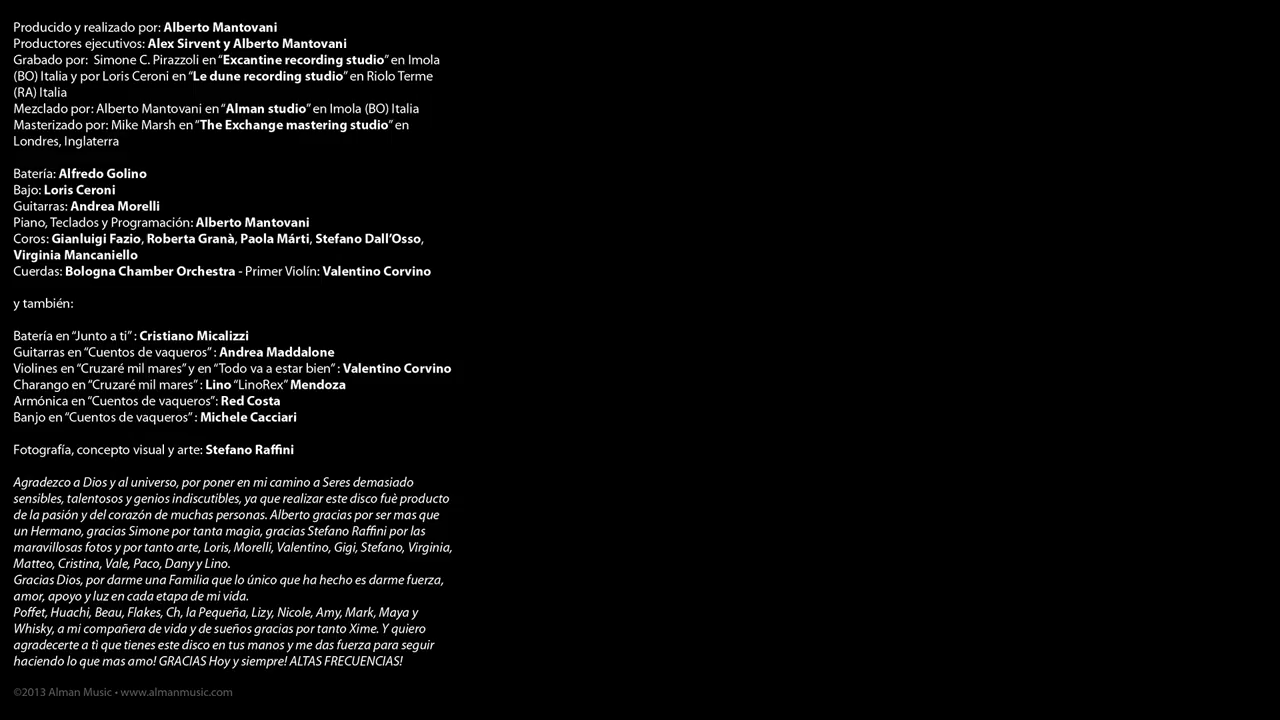 Producido y realizado por: Alberto Mantovani
Productores ejecutivos: Alex Sirvent y Alberto Mantovani
Grabado por:  Simone C. Pirazzoli en “Excantine recording studio” en Imola
(BO) Italia y por Loris Ceroni en “Le dune recording studio” en Riolo Terme
(RA) Italia
Mezclado por: Alberto Mantovani en “Alman studio” en Imola (BO) Italia
Masterizado por: Mike Marsh en “The Exchange mastering studio” en
Londres, Inglaterra
Batería: Alfredo Golino
Bajo: Loris Ceroni
Guitarras: Andrea Morelli
Piano, Teclados y Programación: Alberto Mantovani
Coros: Gianluigi Fazio, Roberta Granà, Paola Márti, Stefano Dall’Osso,
Virginia Mancaniello
Cuerdas: Bologna Chamber Orchestra - Primer Violín: Valentino Corvino
y también:
Batería en “Junto a ti” : Cristiano Micalizzi
Guitarras en “Cuentos de vaqueros” : Andrea Maddalone
Violines en “Cruzaré mil mares” y en “Todo va a estar bien” : Valentino Corvino
Charango en “Cruzaré mil mares” : Lino “LinoRex” Mendoza
Armónica en “Cuentos de vaqueros”: Red Costa
Banjo en “Cuentos de vaqueros” : Michele Cacciari
Fotografía, concepto visual y arte: Stefano Raffini
Agradezco a Dios y al universo, por poner en mi camino a Seres demasiado
sensibles, talentosos y genios indiscutibles, ya que realizar este disco fuè producto
de la pasión y del corazón de muchas personas. Alberto gracias por ser mas que
un Hermano, gracias Simone por tanta magia, gracias Stefano Raffini por las
maravillosas fotos y por tanto arte, Loris, Morelli, Valentino, Gigi, Stefano, Virginia,
Matteo, Cristina, Vale, Paco, Dany y Lino.
Gracias Dios, por darme una Familia que lo único que ha hecho es darme fuerza,
amor, apoyo y luz en cada etapa de mi vida.
Poffet, Huachi, Beau, Flakes, Ch, la Pequeña, Lizy, Nicole, Amy, Mark, Maya y
Whisky, a mi compañera de vida y de sueños gracias por tanto Xime. Y quiero
agradecerte a tì que tienes este disco en tus manos y me das fuerza para seguir
haciendo lo que mas amo! GRACIAS Hoy y siempre! ALTAS FRECUENCIAS!
©2013 Alman Music • www.almanmusic.com